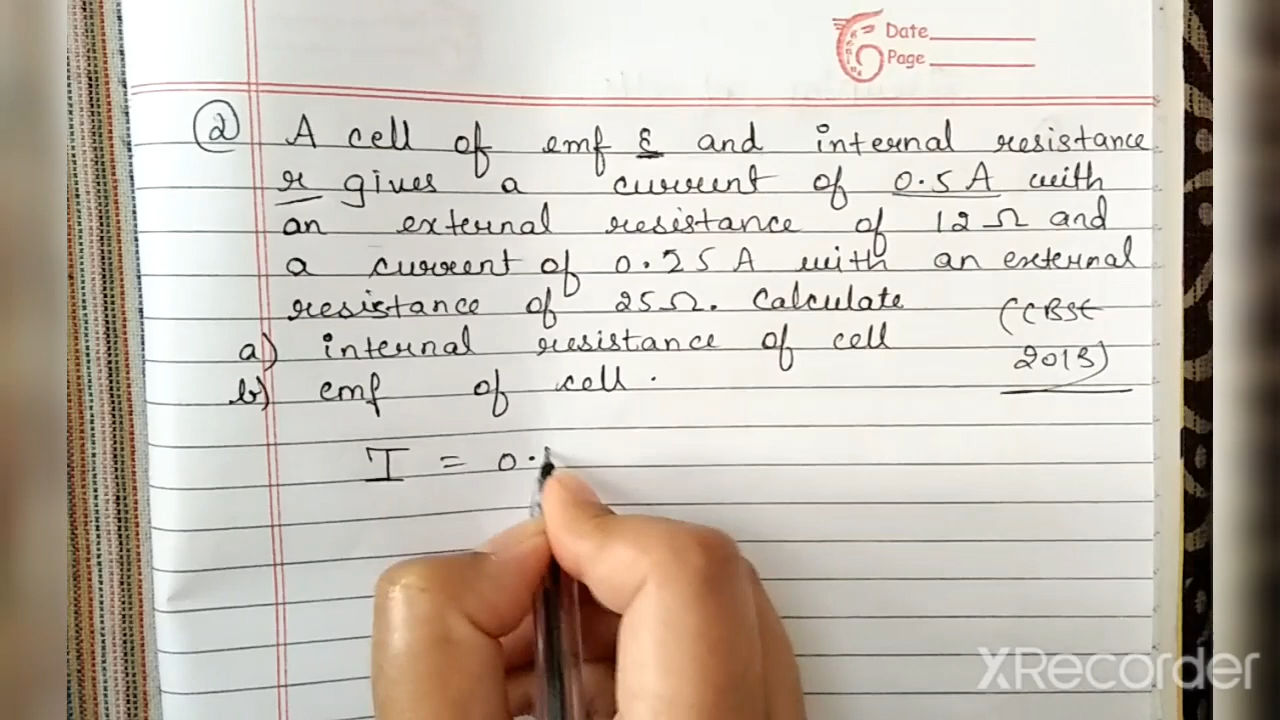 Date
Page
2 A cell of emf ε and internal resistance
r gives a current of 0.5 A with
an external resistance of 12 Ω and
a current of 0.25 A with an external
resistance of 25Ω. Calculate
(CBSE
a) internal resistance of cell
2013)
b) emf of cell.
I = 0.
XRecorder